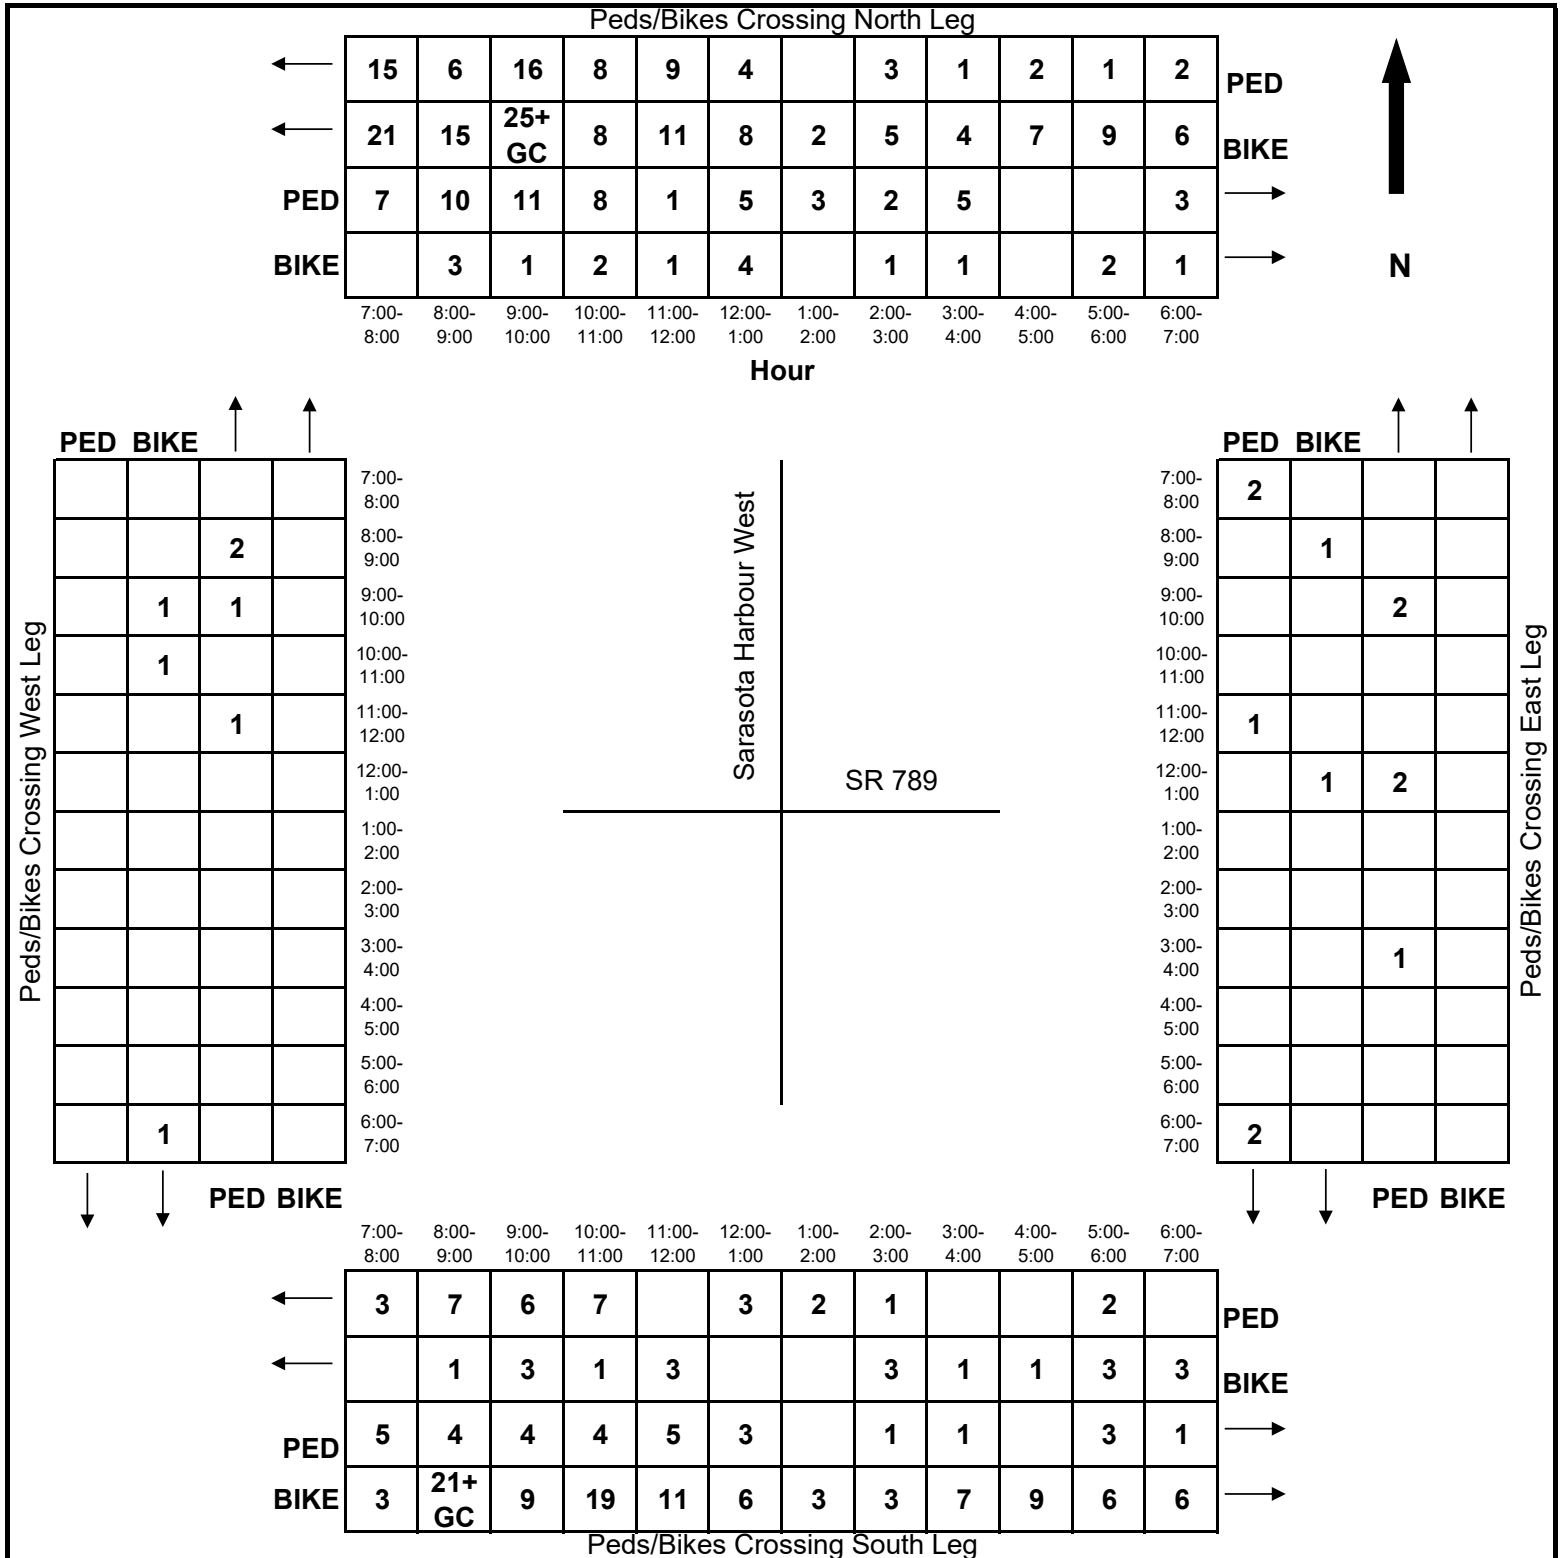 Peds/Bikes Crossing North Leg
15 6 16 8 9 4 3 1 2 1 2 PED
21 15 25+ GC 8 11 8 2 5 4 7 9 6 BIKE
PED 7 10 11 8 1 5 3 2 5 3
BIKE 3 1 2 1 4 1 1 2 1 N
7:00- 8:00- 9:00- 10:00- 11:00- 12:00- 1:00- 2:00- 3:00- 4:00- 5:00- 6:00-
8:00 9:00 10:00 11:00 12:00 1:00 2:00 3:00 4:00 5:00 6:00 7:00
Hour
Peds/Bikes Crossing West Leg
PED BIKE
7:00-
8:00
2 8:00-
9:00
1 1 9:00-
10:00
1 10:00-
11:00
1 11:00-
12:00
12:00-
1:00
1:00-
2:00
2:00-
3:00
3:00-
4:00
4:00-
5:00
5:00-
6:00
1 6:00-
7:00
PED BIKE
Sarasota Harbour West
SR 789
PED BIKE
7:00- 2
8:00
8:00- 1
9:00
9:00- 2
10:00
10:00-
11:00
11:00- 1
12:00
12:00- 1 2
1:00
1:00-
2:00
2:00-
3:00
3:00- 1
4:00
4:00-
5:00
5:00-
6:00
6:00- 2
7:00
PED BIKE
Peds/Bikes Crossing East Leg
7:00- 8:00- 9:00- 10:00- 11:00- 12:00- 1:00- 2:00- 3:00- 4:00- 5:00- 6:00-
8:00 9:00 10:00 11:00 12:00 1:00 2:00 3:00 4:00 5:00 6:00 7:00
3 7 6 7 3 2 1 2 PED
1 3 1 3 3 1 1 3 3 BIKE
PED 5 4 4 4 5 3 1 1 3 1
BIKE 3 21+ GC 9 19 11 6 3 3 7 9 6 6
Peds/Bikes Crossing South Leg